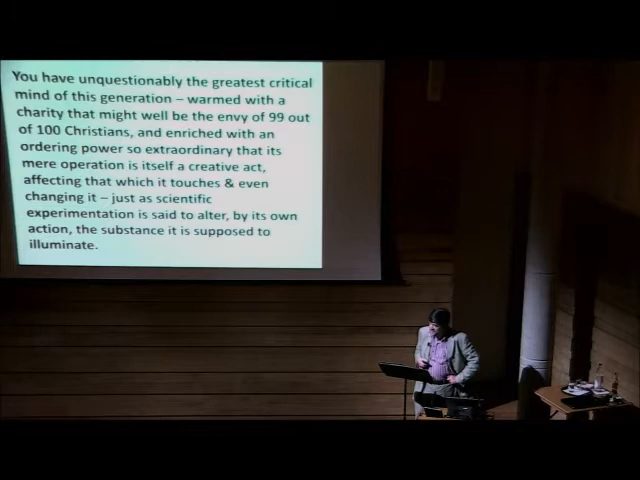 You have unquestionably the greatest critical
mind of this generation – warmed with a
charity that might well be the envy of 99 out
of 100 Christians, and enriched with an
ordering power so extraordinary that its
mere operation is itself a creative act,
affecting that which it touches & even
changing it – just as scientific
experimentation is said to alter, by its own
action, the substance it is supposed to
illuminate.